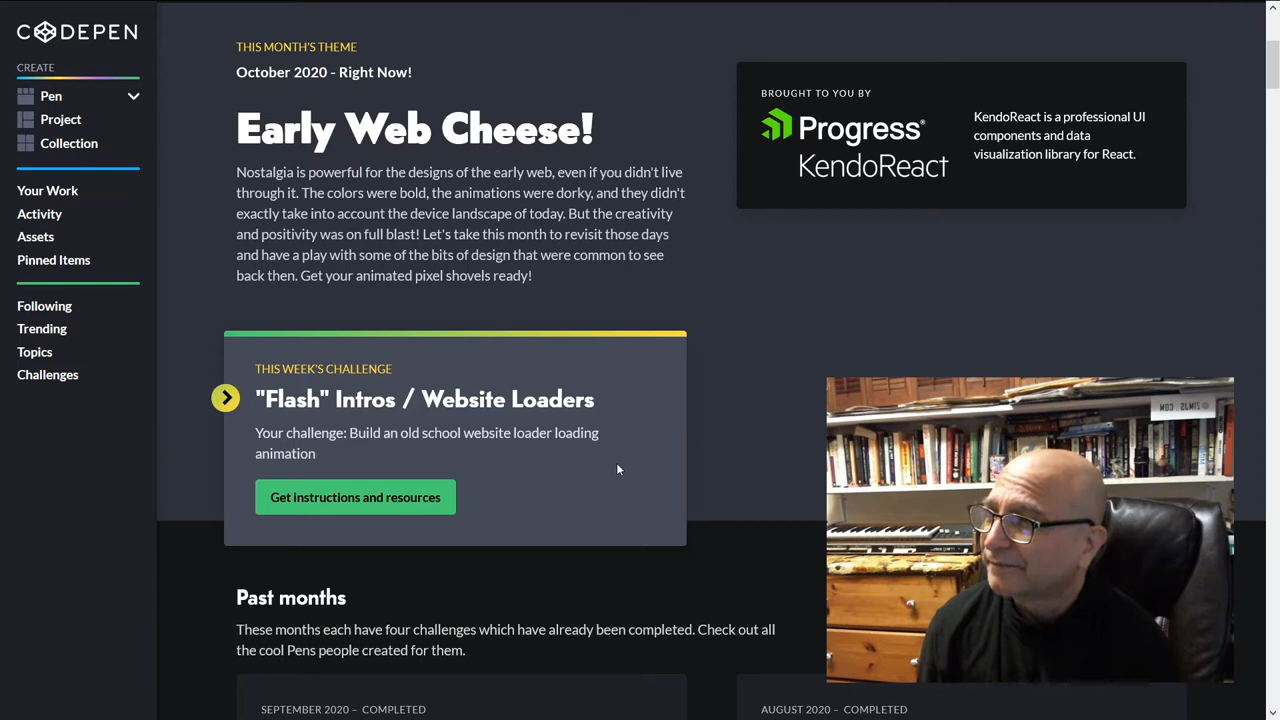 CODEPEN
CREATE
Pen
Project
Collection
Your Work
Activity
Assets
Pinned Items
Following
Trending
Topics
Challenges
THIS MONTH'S THEME
October 2020 - Right Now!
Early Web Cheese!
Nostalgia is powerful for the designs of the early web, even if you didn't live
through it. The colors were bold, the animations were dorky, and they didn't
exactly take into account the device landscape of today. But the creativity
and positivity was on full blast! Let's take this month to revisit those days
and have a play with some of the bits of design that were common to see
back then. Get your animated pixel shovels ready!
BROUGHT TO YOU BY
Progress®
KendoReact
KendoReact is a professional UI
components and data
visualization library for React.
THIS WEEK'S CHALLENGE
"Flash" Intros / Website Loaders
Your challenge: Build an old school website loader loading
animation
Get instructions and resources
Past months
These months each have four challenges which have already been completed. Check out all
the cool Pens people created for them.
SEPTEMBER 2020 – COMPLETED
AUGUST 2020 – COMPLETED